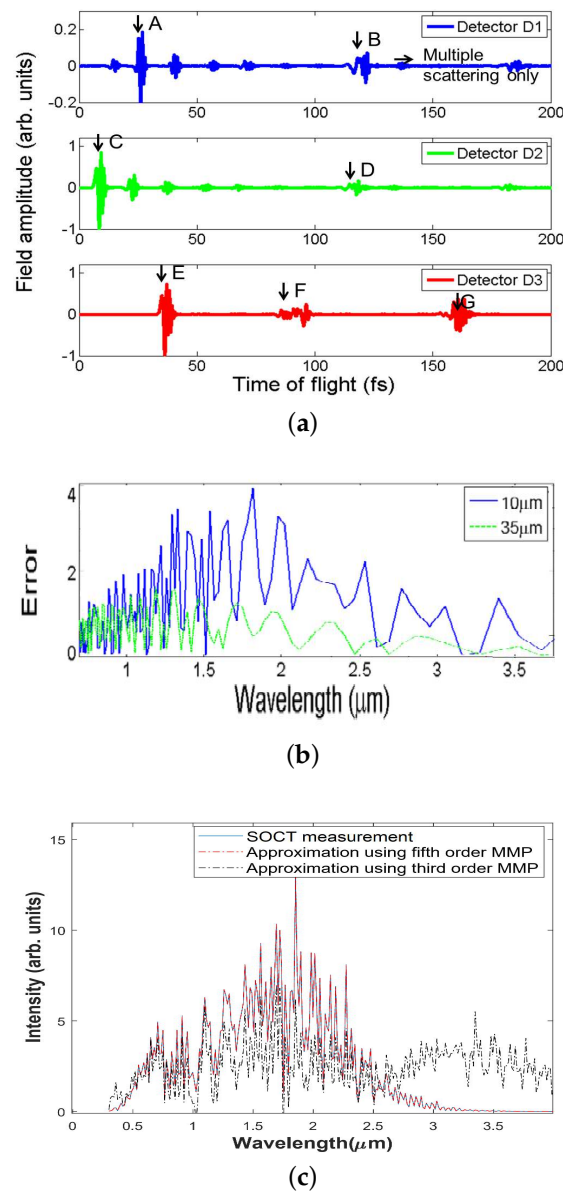 Field amplitude (arb. units)
0.2
0
-0.2
A
B
Detector D1
Multiple
scattering only
0 50 100 150 200
1
0
-1
C
D
Detector D2
0 50 100 150 200
1
0
-1
E
F
G
Detector D3
0 50 100 150 200
Time of flight (fs)
(a)
Error
4
2
0
10μm
35μm
1 1.5 2 2.5 3 3.5
Wavelength (μm)
(b)
Intensity (arb. units)
15
10
5
0
SOCT measurement
Approximation using fifth order MMP
Approximation using third order MMP
0 0.5 1 1.5 2 2.5 3 3.5
Wavelength(μm)
(c)